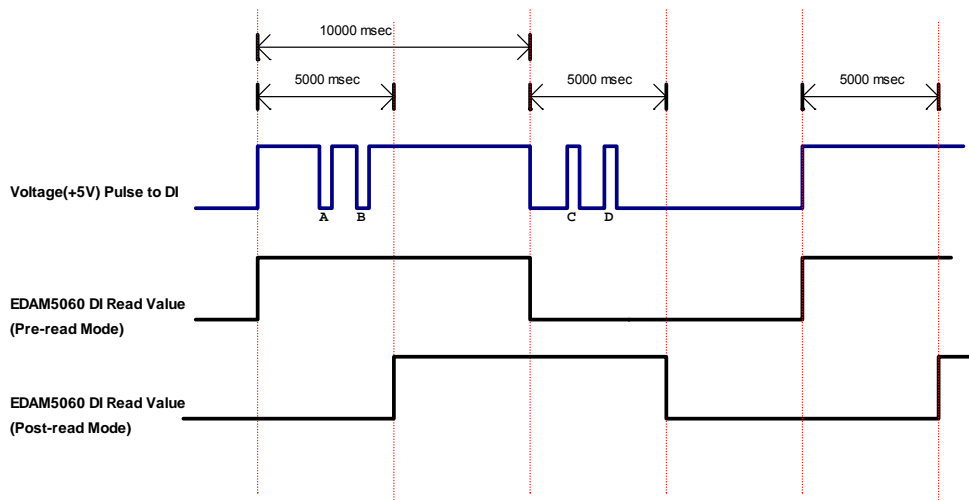 10000 msec
5000 msec
5000 msec
5000 msec
Voltage(+5V) Pulse to DI
A
B
C
D
EDAM5060 DI Read Value
(Pre-read Mode)
EDAM5060 DI Read Value
(Post-read Mode)